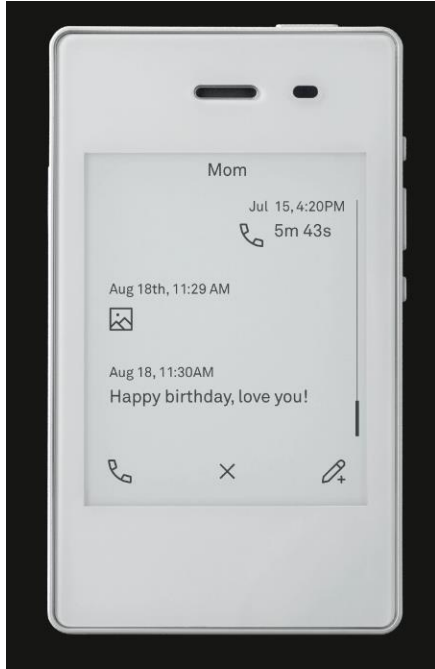 Mom
Jul 15, 4:20PM
5m 43s
Aug 18th, 11:29 AM
Aug 18, 11:30AM
Happy birthday, love you!